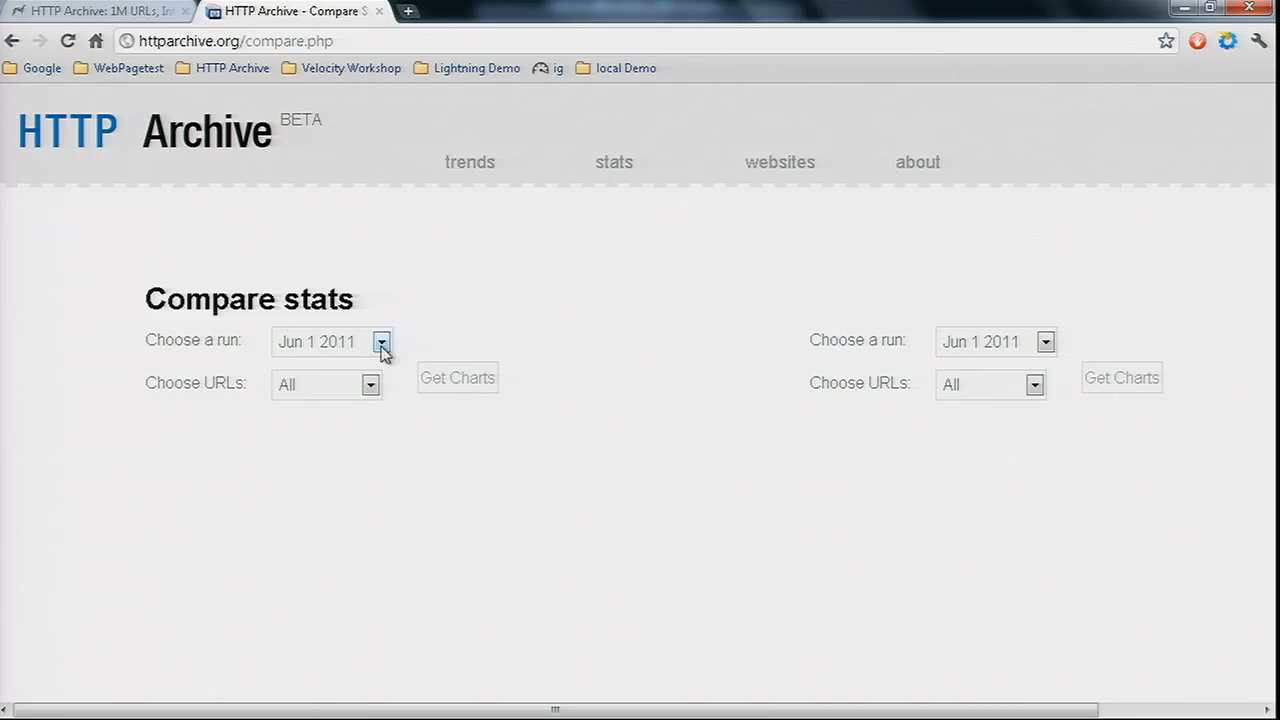 HTTP Archive: 1M URLs, In
HTTP Archive - Compare S
httparchive.org/compare.php
Google WebPagetest HTTP Archive Velocity Workshop Lightning Demo ig local Demo
HTTP Archive BETA
trends stats websites about
Compare stats
Choose a run: Jun 1 2011
Choose URLs: All Get Charts
Choose a run: Jun 1 2011
Choose URLs: All Get Charts